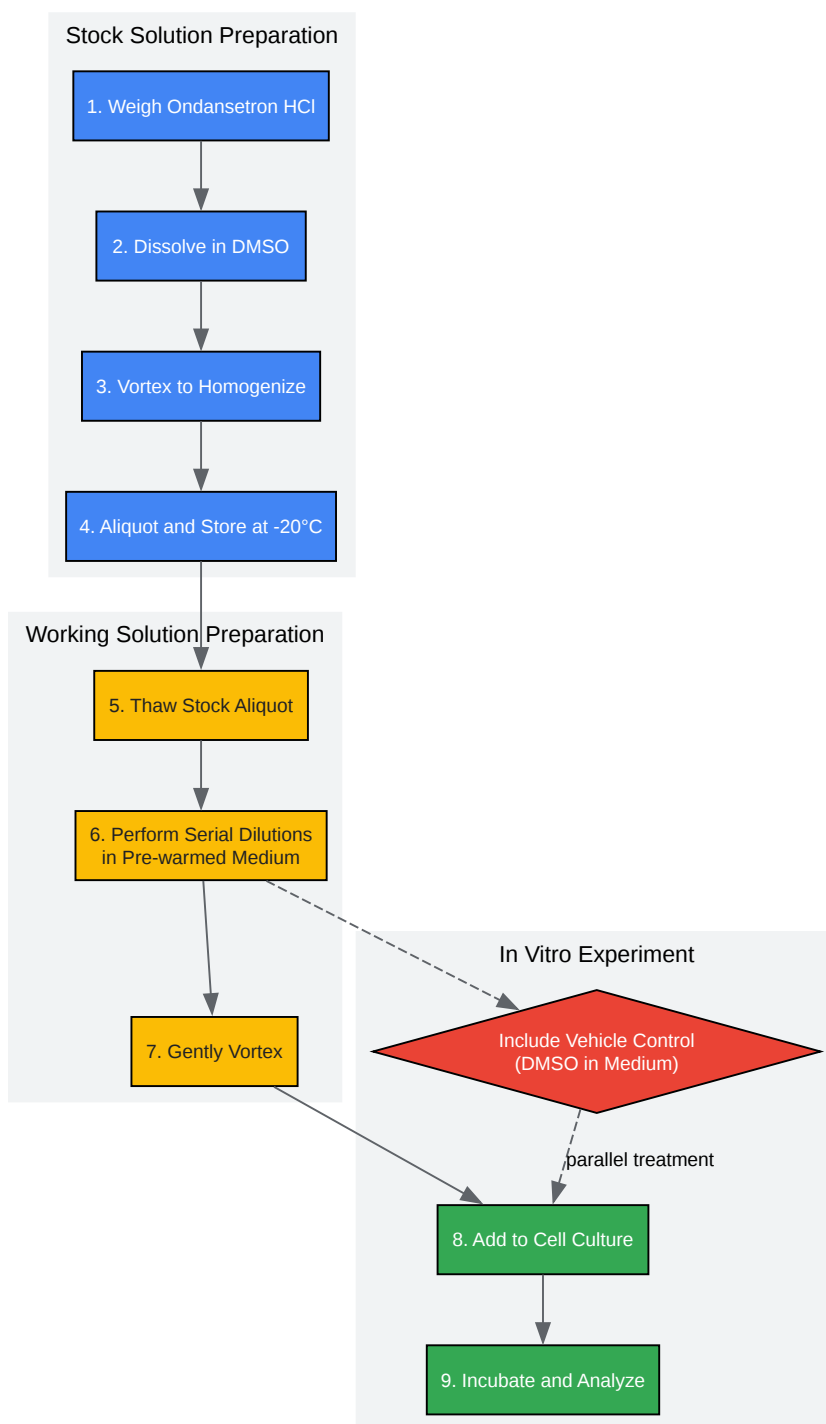 Stock Solution Preparation
1. Weigh Ondansetron HCl
2. Dissolve in DMSO
3. Vortex to Homogenize
4. Aliquot and Store at -20°C
Working Solution Preparation
5. Thaw Stock Aliquot
6. Perform Serial Dilutions
in Pre-warmed Medium
In Vitro Experiment
Include Vehicle Control
(DMSO in Medium)
7. Gently Vortex
parallel treatment
8. Add to Cell Culture
9. Incubate and Analyze